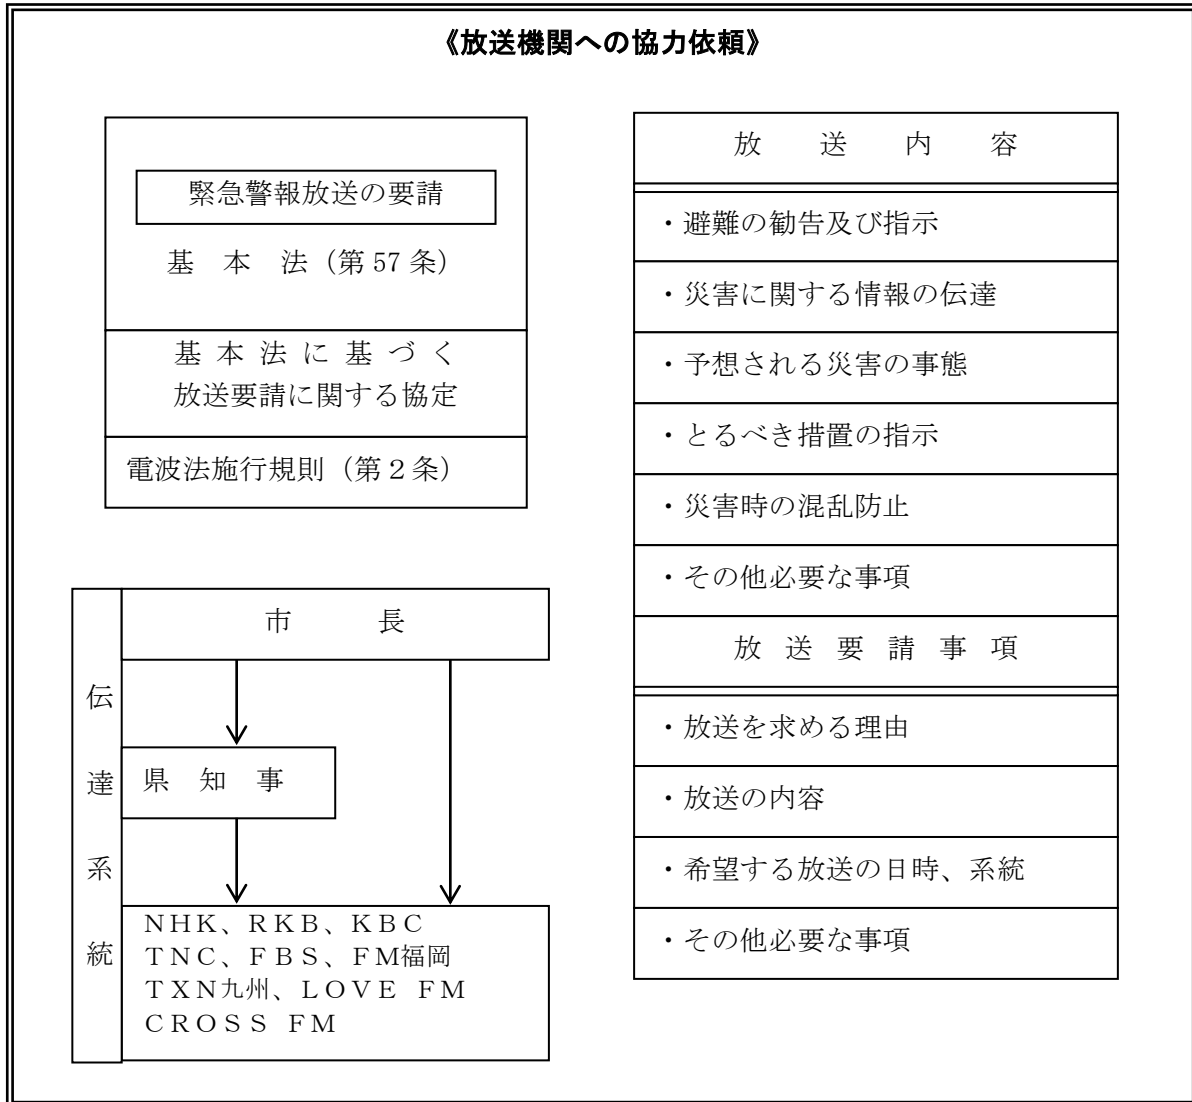 《放送機関への協力依頼》
緊急警報放送の要請
基 本 法（第57条）
基本法に基づく
放送要請に関する協定
電波法施行規則（第２条）
伝達系統
市 長
県 知 事
ＮＨＫ、ＲＫＢ、ＫＢＣ
ＴＮＣ、ＦＢＳ、ＦＭ福岡
ＴＸＮ九州、ＬＯＶＥ ＦＭ
ＣＲＯＳＳ ＦＭ
放 送 内 容
・避難の勧告及び指示
・災害に関する情報の伝達
・予想される災害の事態
・とるべき措置の指示
・災害時の混乱防止
・その他必要な事項
放 送 要 請 事 項
・放送を求める理由
・放送の内容
・希望する放送の日時、系統
・その他必要な事項